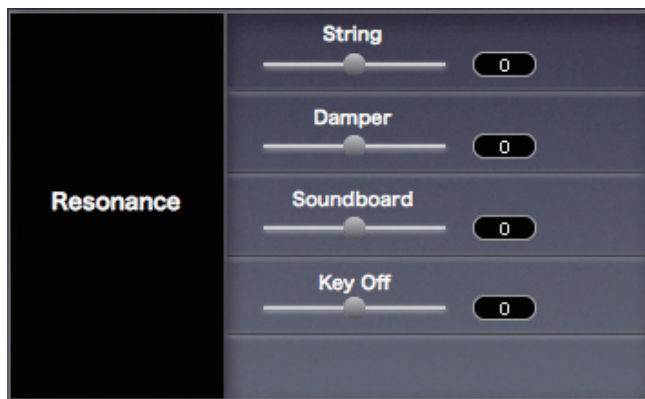 Resonance
String
0
Damper
0
Soundboard
0
Key Off
0